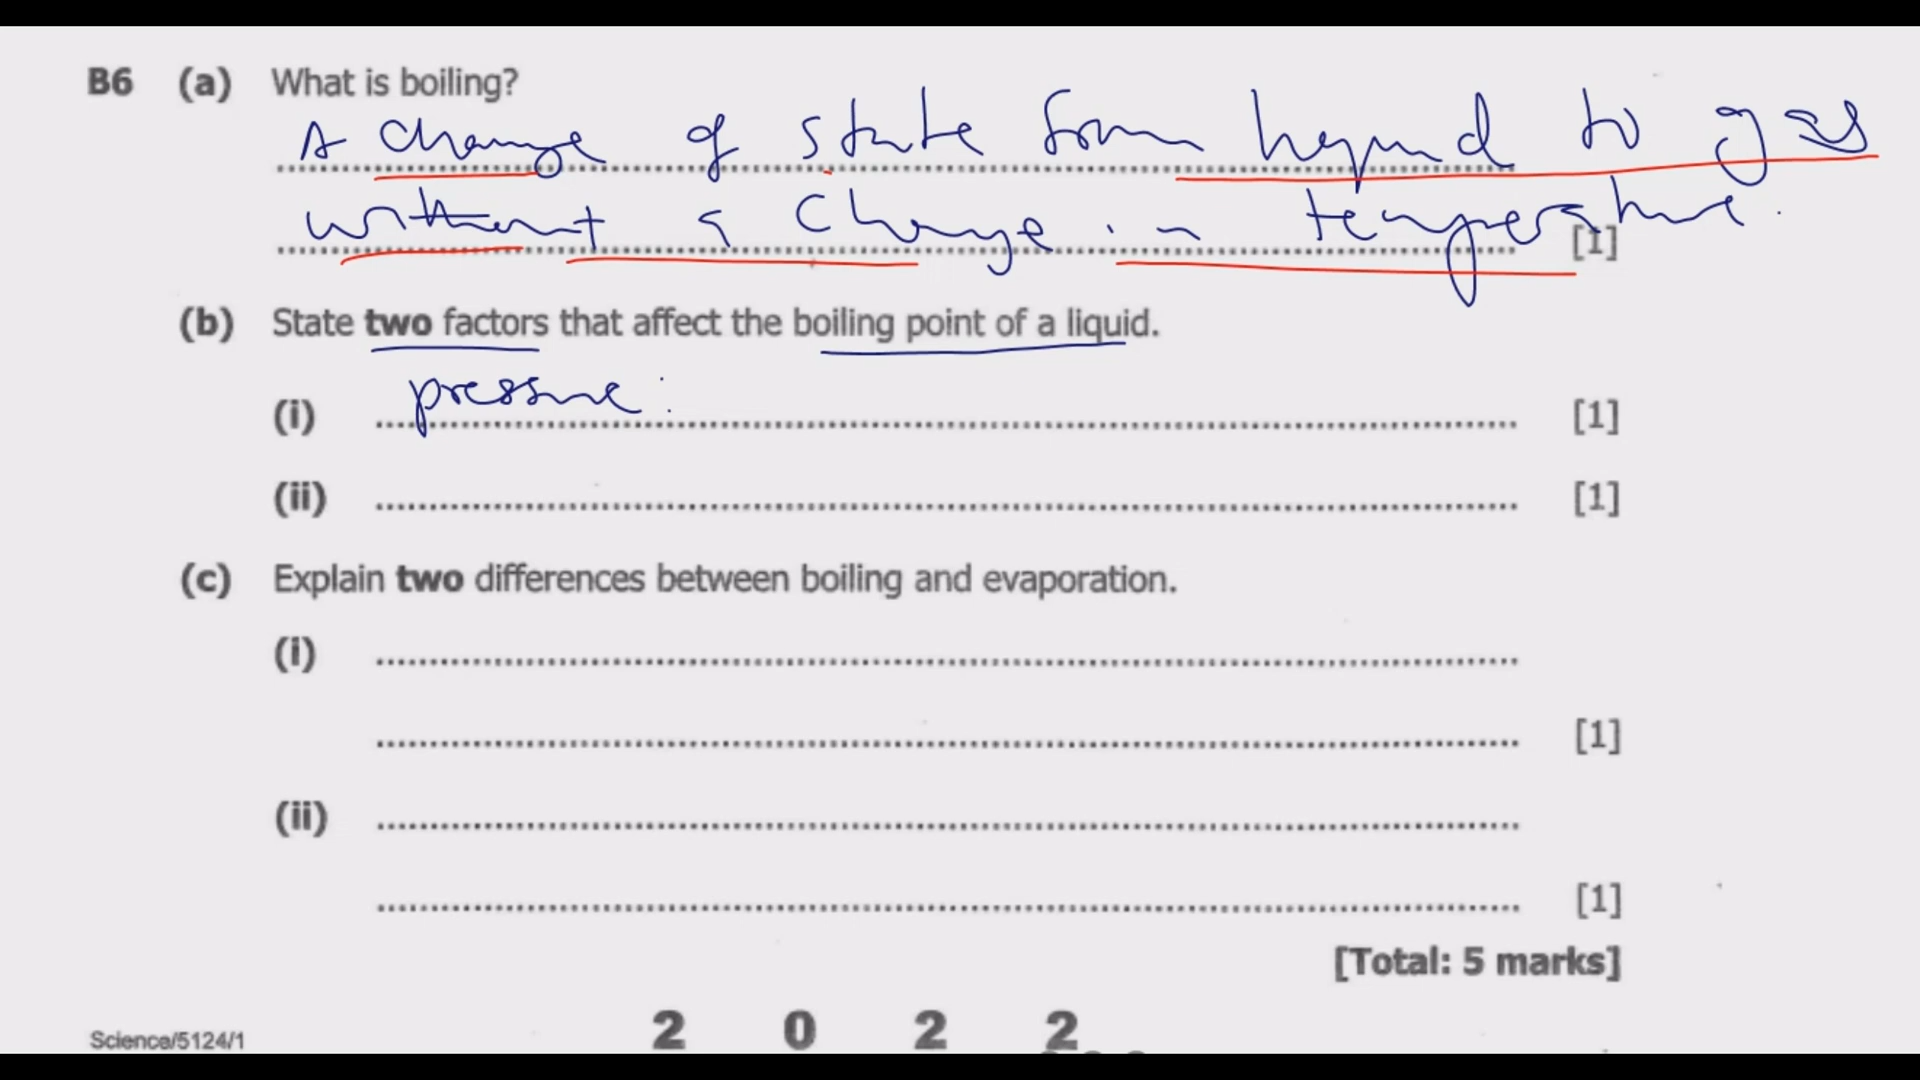 B6 (a) What is boiling?
A change of state from liquid to gas
without a change in temperature. [1]
(b) State two factors that affect the boiling point of a liquid.
(i) pressure. [1]
(ii) [1]
(c) Explain two differences between boiling and evaporation.
(i)
[1]
(ii)
[1]
[Total: 5 marks]
Science/5124/1
2 0 2 2